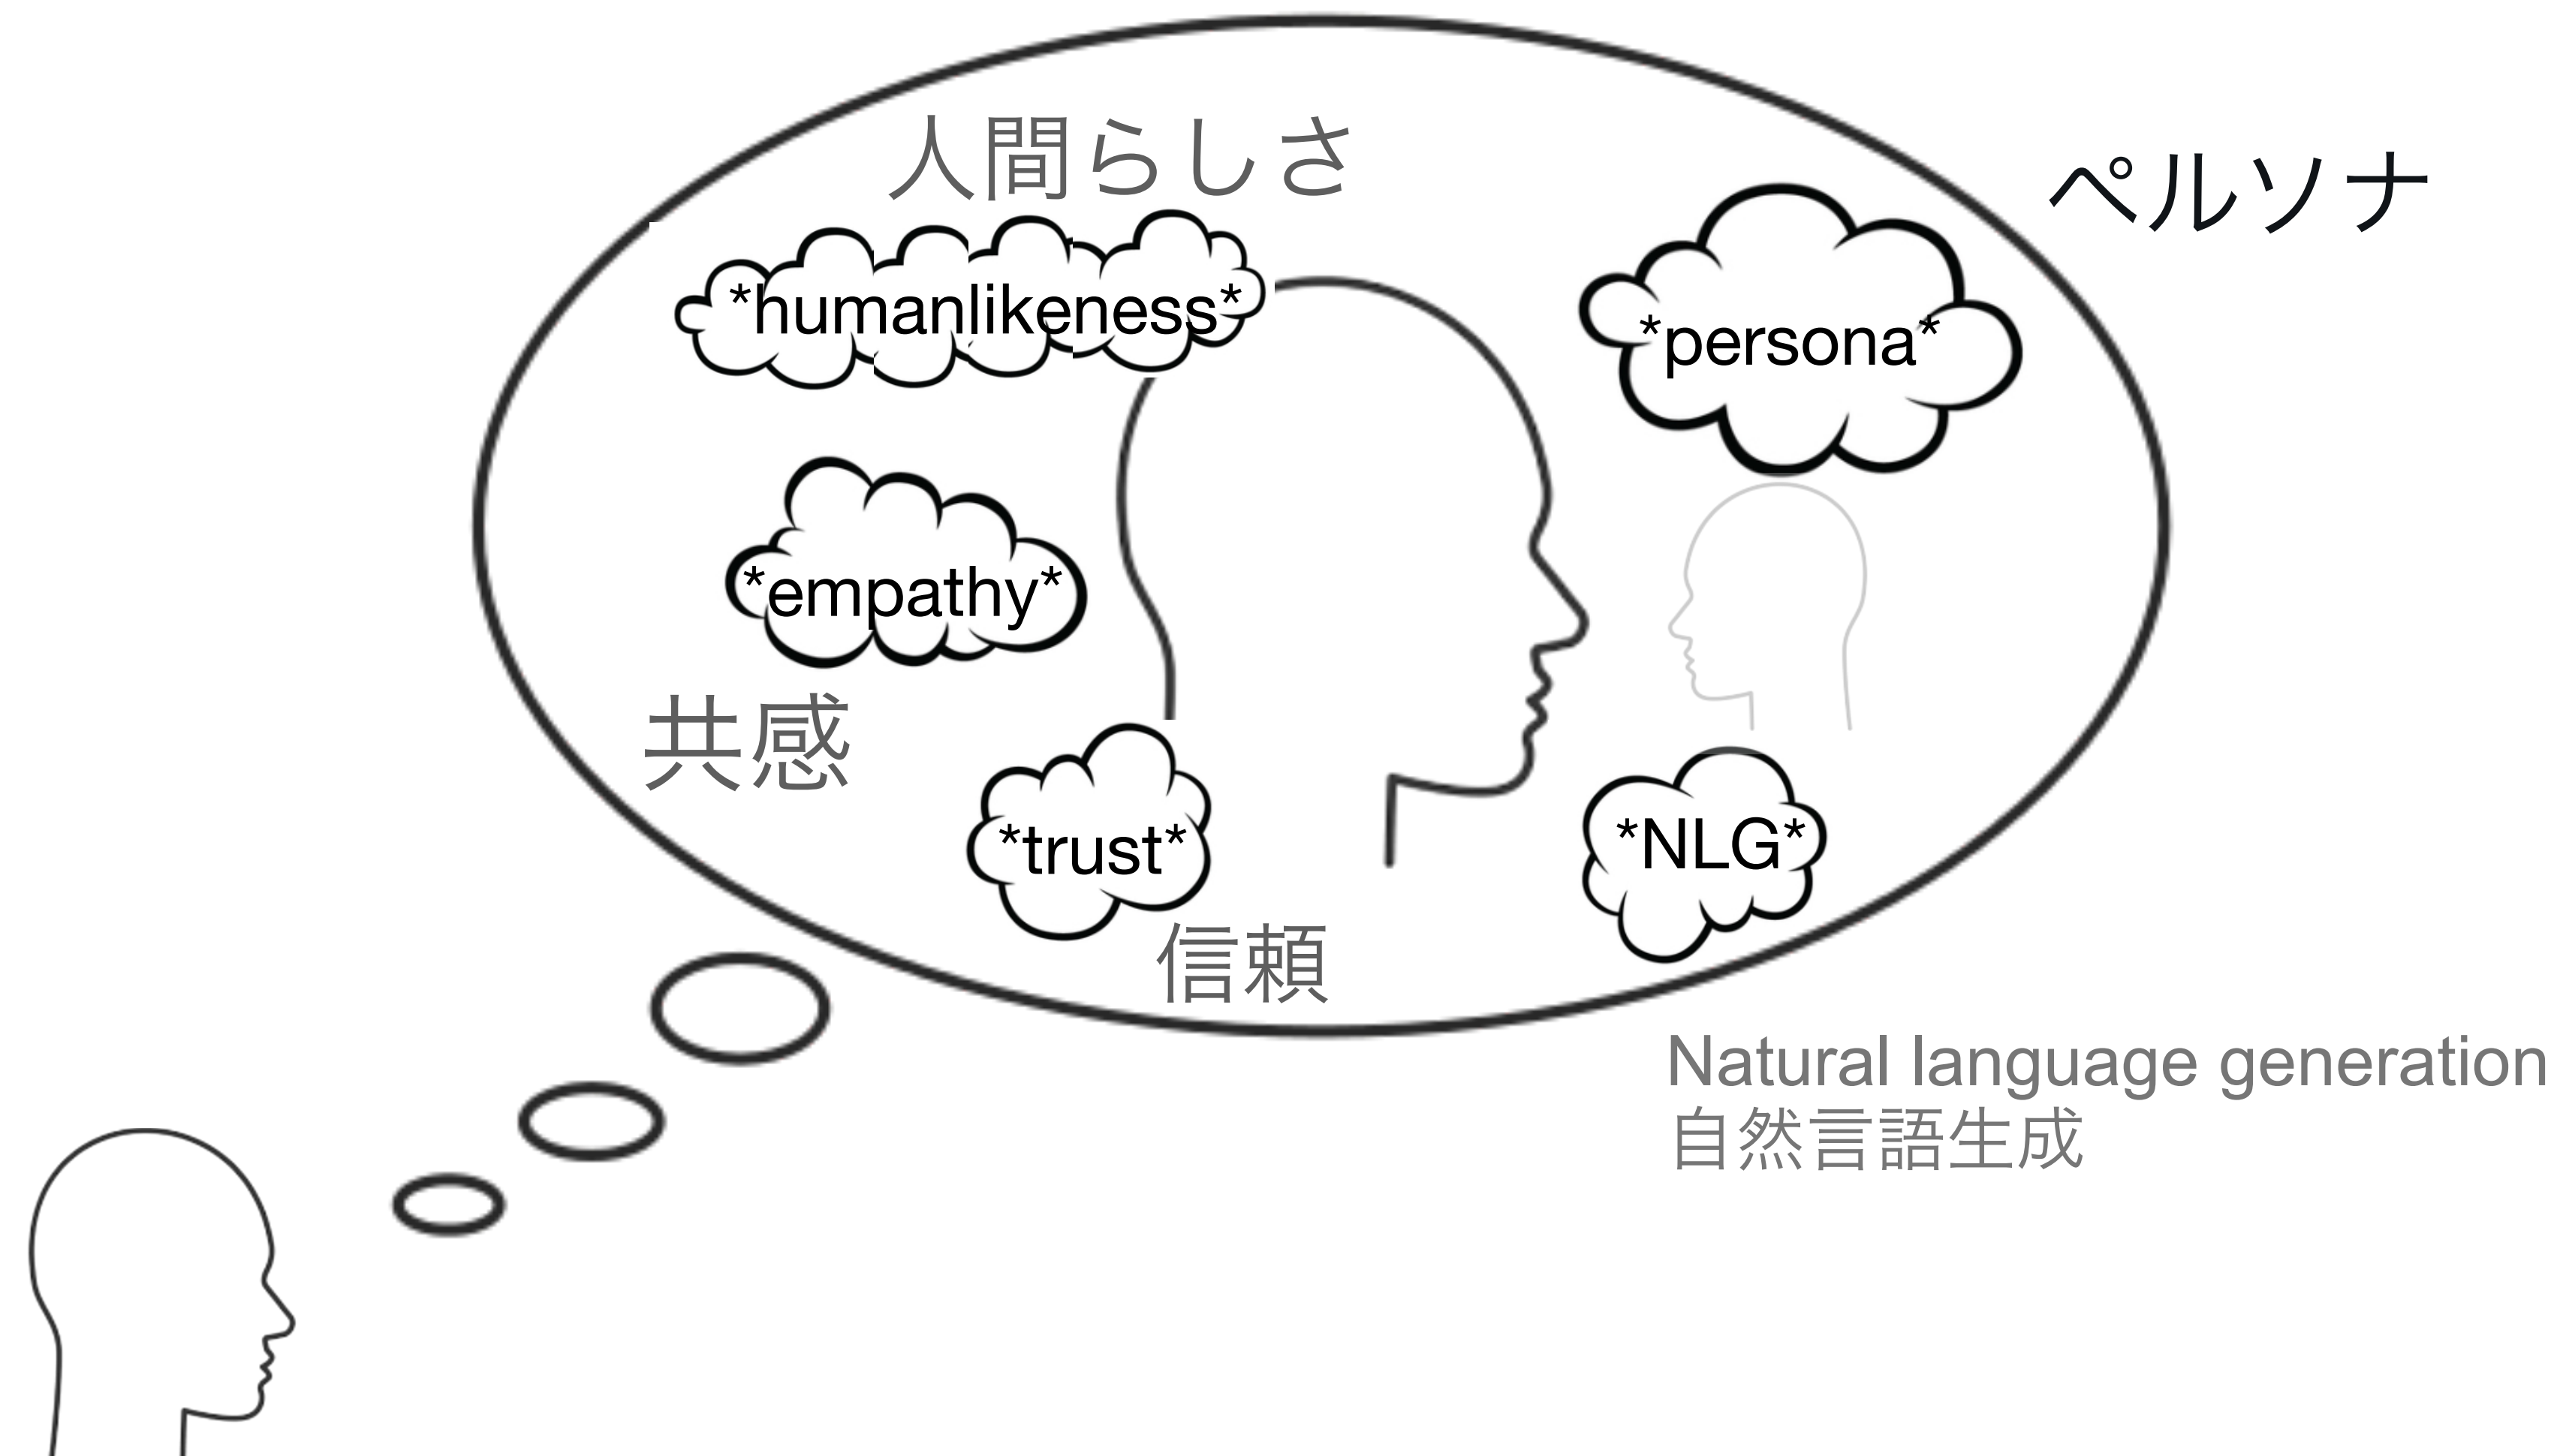 人間らしさ
ペルソナ
*humanlikeness*
*persona*
*empathy*
共感
*trust*
*NLG*
信頼
Natural language generation
自然言語生成